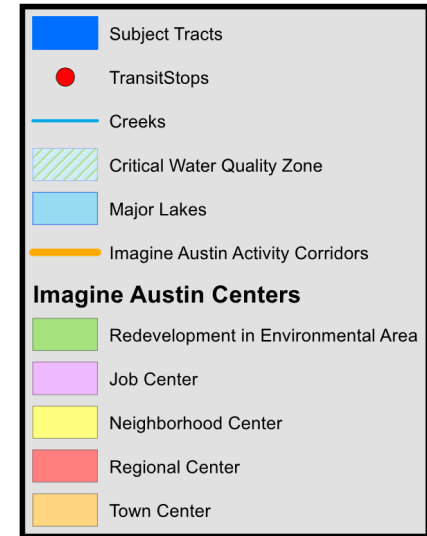 Subject Tracts
TransitStops
Creeks
Critical Water Quality Zone
Major Lakes
Imagine Austin Activity Corridors
Imagine Austin Centers
Redevelopment in Environmental Area
Job Center
Neighborhood Center
Regional Center
Town Center